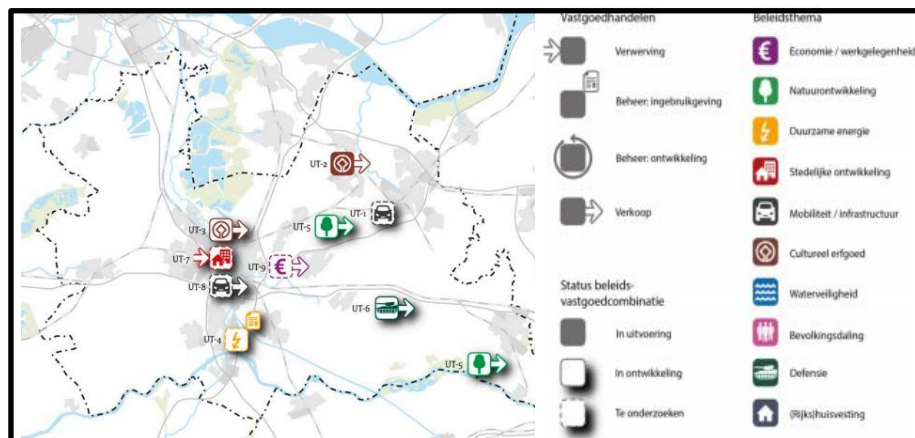 UT-2
UT-1
UT-5
UT-3
UT-7
UT-9
UT-8
UT-6
UT-4
UT-5
Vastgoedhandelen
Verwerving
Beheer: ingebruikgeving
Beheer: ontwikkeling
Verkoop
Status beleids-
vastgoedcombinatie
In uitvoering
In ontwikkeling
Te onderzoeken
Beleidsthema
Economie / werkgelegenheid
Natuurontwikkeling
Duurzame energie
Stedelijke ontwikkeling
Mobiliteit / infrastructuur
Cultureel erfgoed
Waterveiligheid
Bevolkingsdaling
Defensie
(Rijks)huisvesting